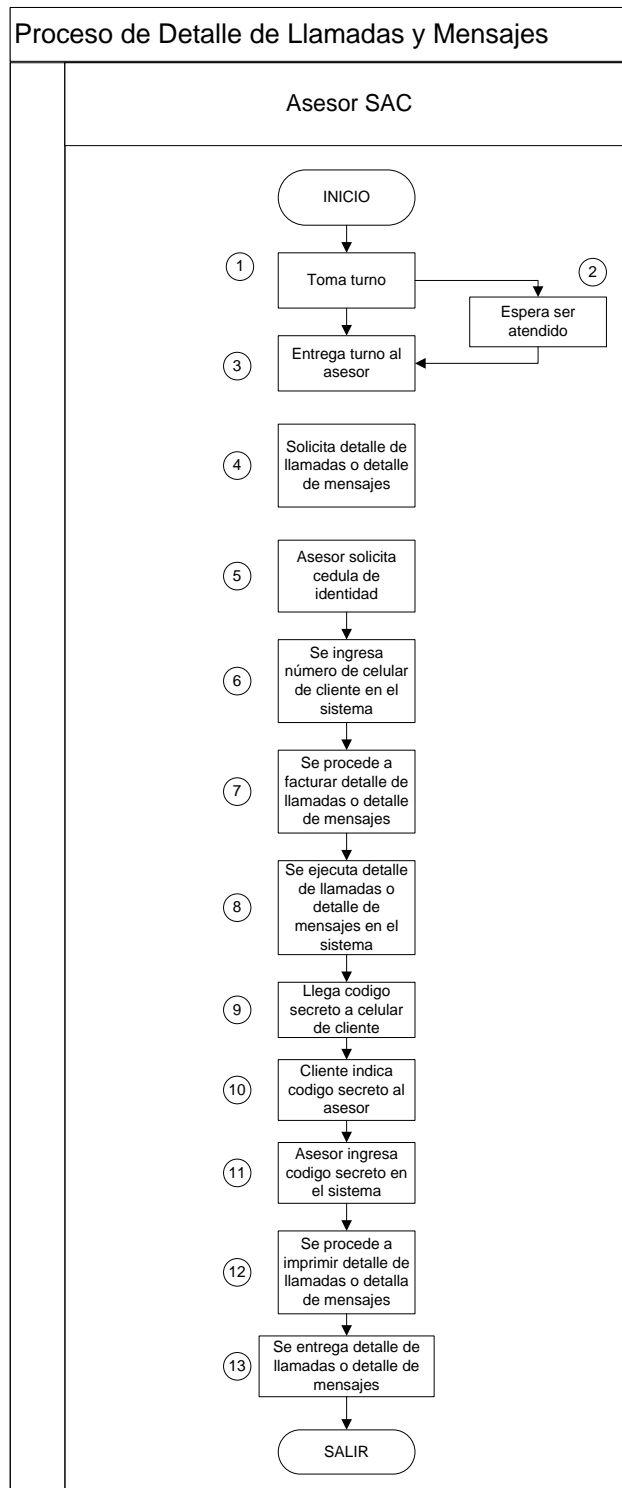 Proceso de Detalle de Llamadas y Mensajes
Asesor SAC
INICIO
1
Toma turno
2
Espera ser
atendido
3
Entrega turno al
asesor
4
Solicita detalle de
llamadas o detalle
de mensajes
5
Asesor solicita
cedula de
identidad
6
Se ingresa
número de celular
de cliente en el
sistema
7
Se procede a
facturar detalle de
llamadas o detalle
de mensajes
8
Se ejecuta detalle
de llamadas o
detalle de
mensajes en el
sistema
9
Llega codigo
secreto a celular
de cliente
10
Cliente indica
codigo secreto al
asesor
11
Asesor ingresa
codigo secreto en
el sistema
12
Se procede a
imprimir detalle de
llamadas o detalla
de mensajes
13
Se entrega detalle de
llamadas o detalle de
mensajes
SALIR